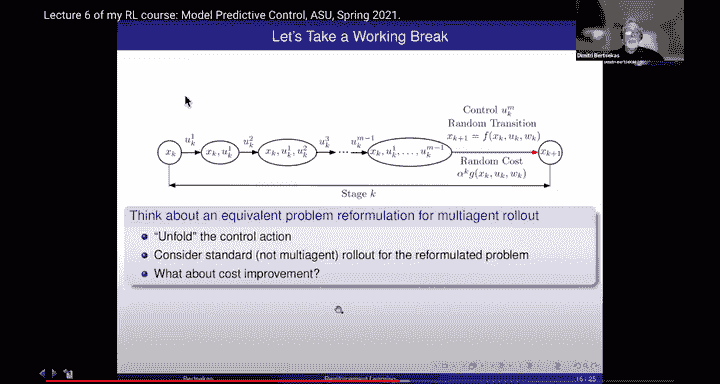 Lecture 6 of my RL course: Model Predictive Control, ASU, Spring 2021.
Let's Take a Working Break
Dimitri Bertsekas
Control u_k^m
Random Transition
x_{k+1} = f(x_k, u_k, w_k)
x_k
u_k^1
x_k, u_k^1
u_k^2
x_k, u_k^1, u_k^2
u_k^3
...
u_k^{m-1}
x_k, u_k^1, ..., u_k^{m-1}
x_{k+1}
Random Cost
α^k g(x_k, u_k, w_k)
Stage k
Think about an equivalent problem reformulation for multiagent rollout
"Unfold" the control action
Consider standard (not multiagent) rollout for the reformulated problem
What about cost improvement?
Bertsekas
Reinforcement Learning